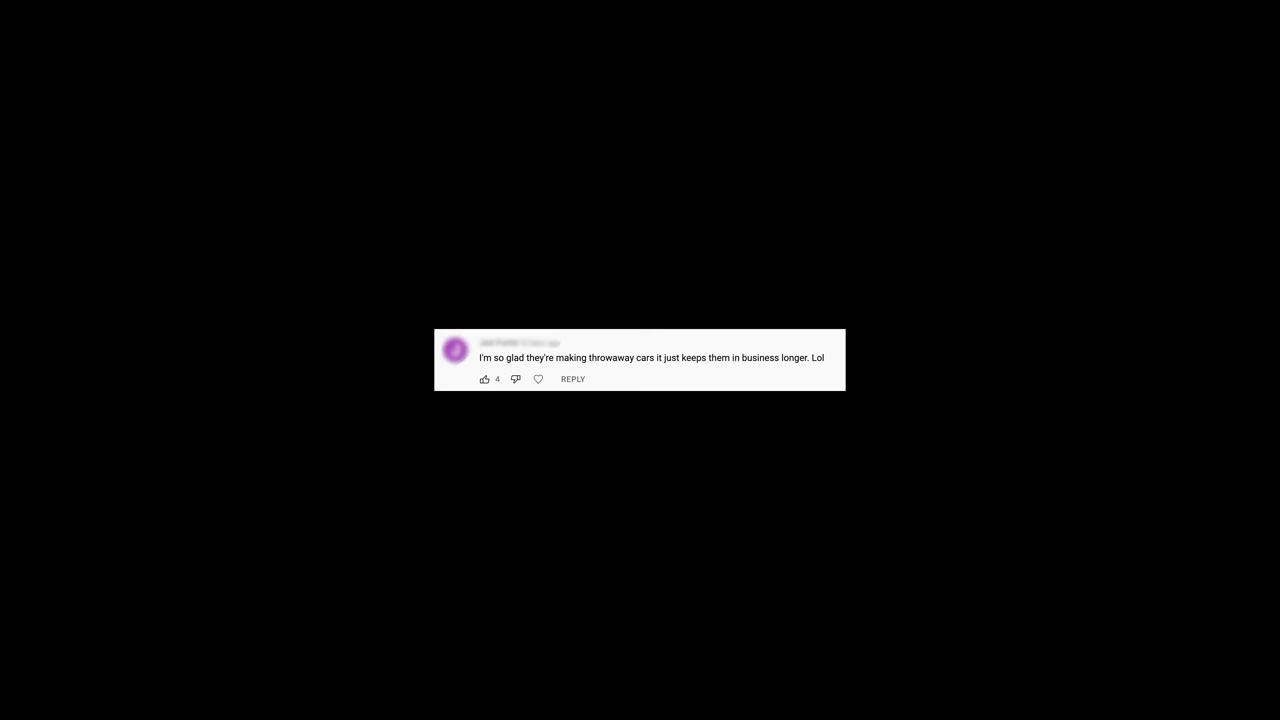 I'm so glad they're making throwaway cars it just keeps them in business longer. Lol
4
REPLY